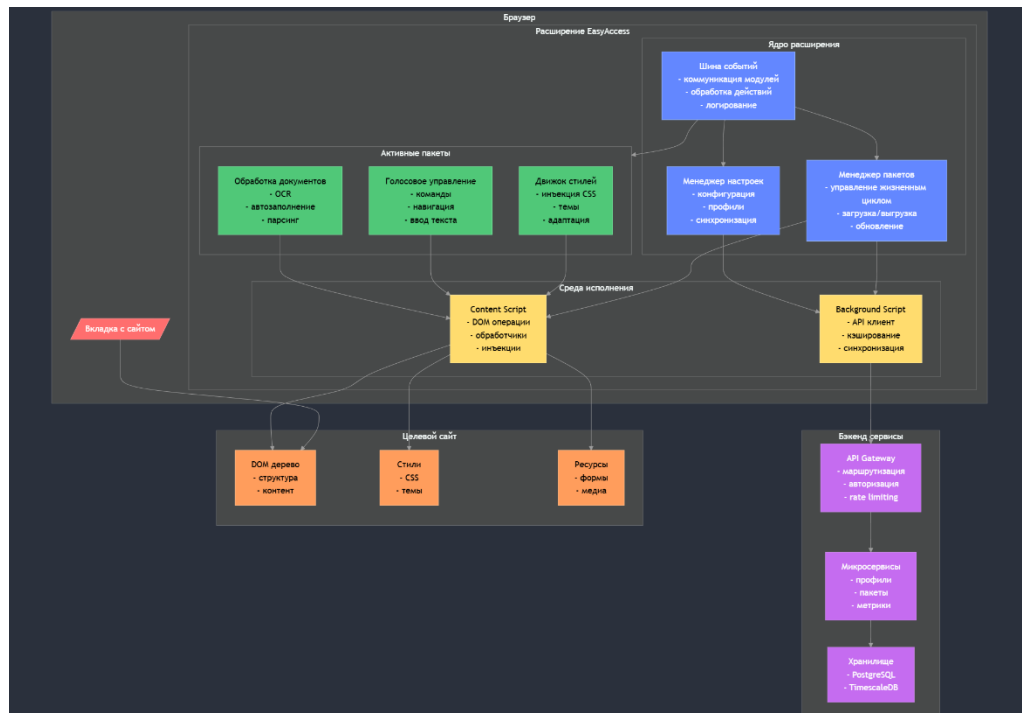 Браузер
Расширение EasyAccess
Ядро расширения
Шина событий
- коммуникация модулей
- обработка действий
- логирование
Активные пакеты
Обработка документов
- OCR
- автозаполнение
- парсинг
Голосовое управление
- команды
- навигация
- ввод текста
Движок стилей
- инъекция CSS
- темы
- адаптация
Менеджер настроек
- конфигурация
- профили
- синхронизация
Менеджер пакетов
- управление жизненным
циклом
- загрузка/выгрузка
- обновление
Среда исполнения
Content Script
- DOM операции
- обработчики
- инъекции
Background Script
- API клиент
- кэширование
- синхронизация
Вкладка с сайтом
Целевой сайт
DOM дерево
- структура
- контент
Стили
- CSS
- темы
Ресурсы
- формы
- медиа
Бэкенд сервисы
API Gateway
- маршрутизация
- авторизация
- rate limiting
Микросервисы
- профили
- пакеты
- метрики
Хранилище
- PostgreSQL
- TimescaleDB